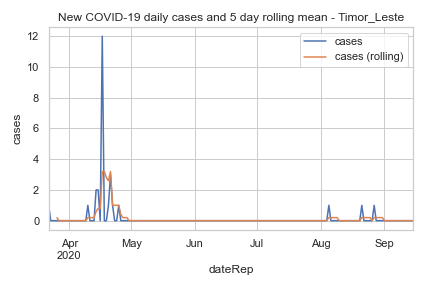 New COVID-19 daily cases and 5 day rolling mean - Timor_Leste
cases
cases (rolling)
cases
12
10
8
6
4
2
0
Apr May Jun Jul Aug Sep
2020
dateRep